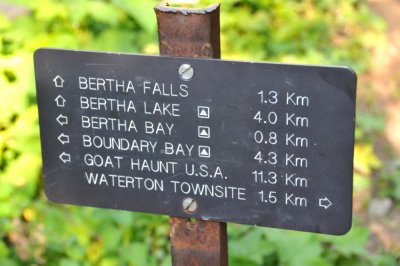 BERTHA FALLS 1.3 Km
BERTHA LAKE 4.0 Km
BERTHA BAY 0.8 Km
BOUNDARY BAY 4.3 Km
GOAT HAUNT U.S.A. 11.3 Km
WATERTON TOWNSITE 1.5 Km